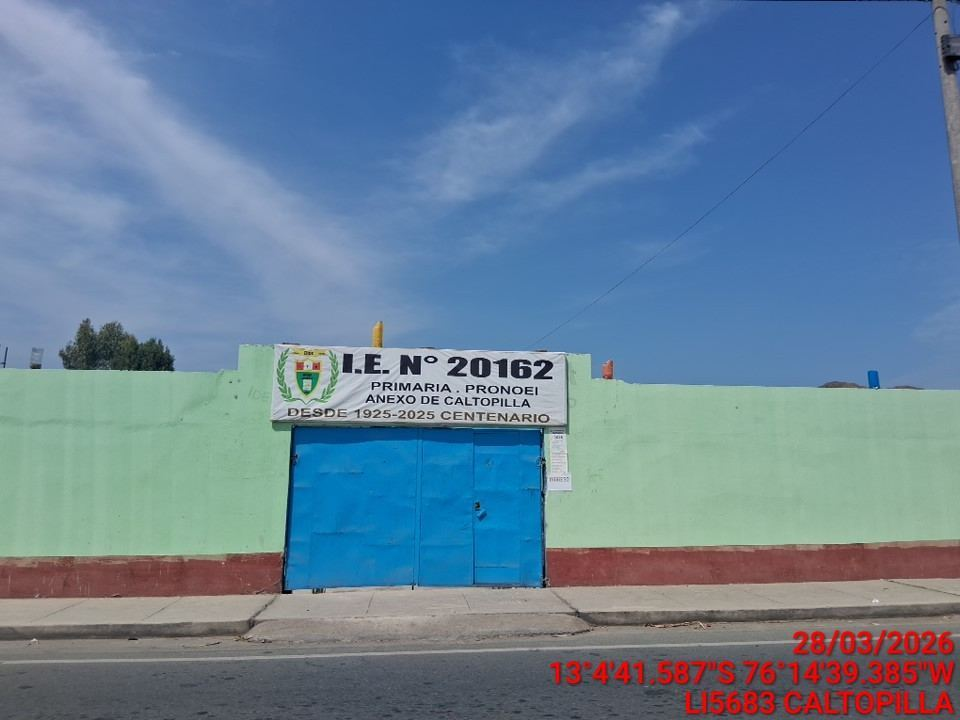 I.E. N° 20162
PRIMARIA . PRONOEI
ANEXO DE CALTOPILLA
DESDE 1925-2025 CENTENARIO
28/03/2026
13°4'41.587"S 76°14'39.385"W
LI5683 CALTOPILLA